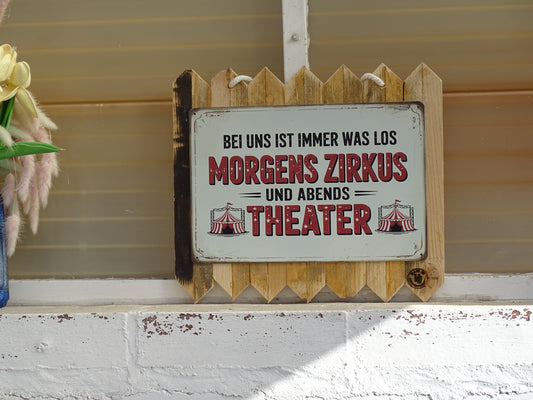 BEI UNS IST IMMER WAS LOS
MORGENS ZIRKUS
UND ABENDS
THEATER